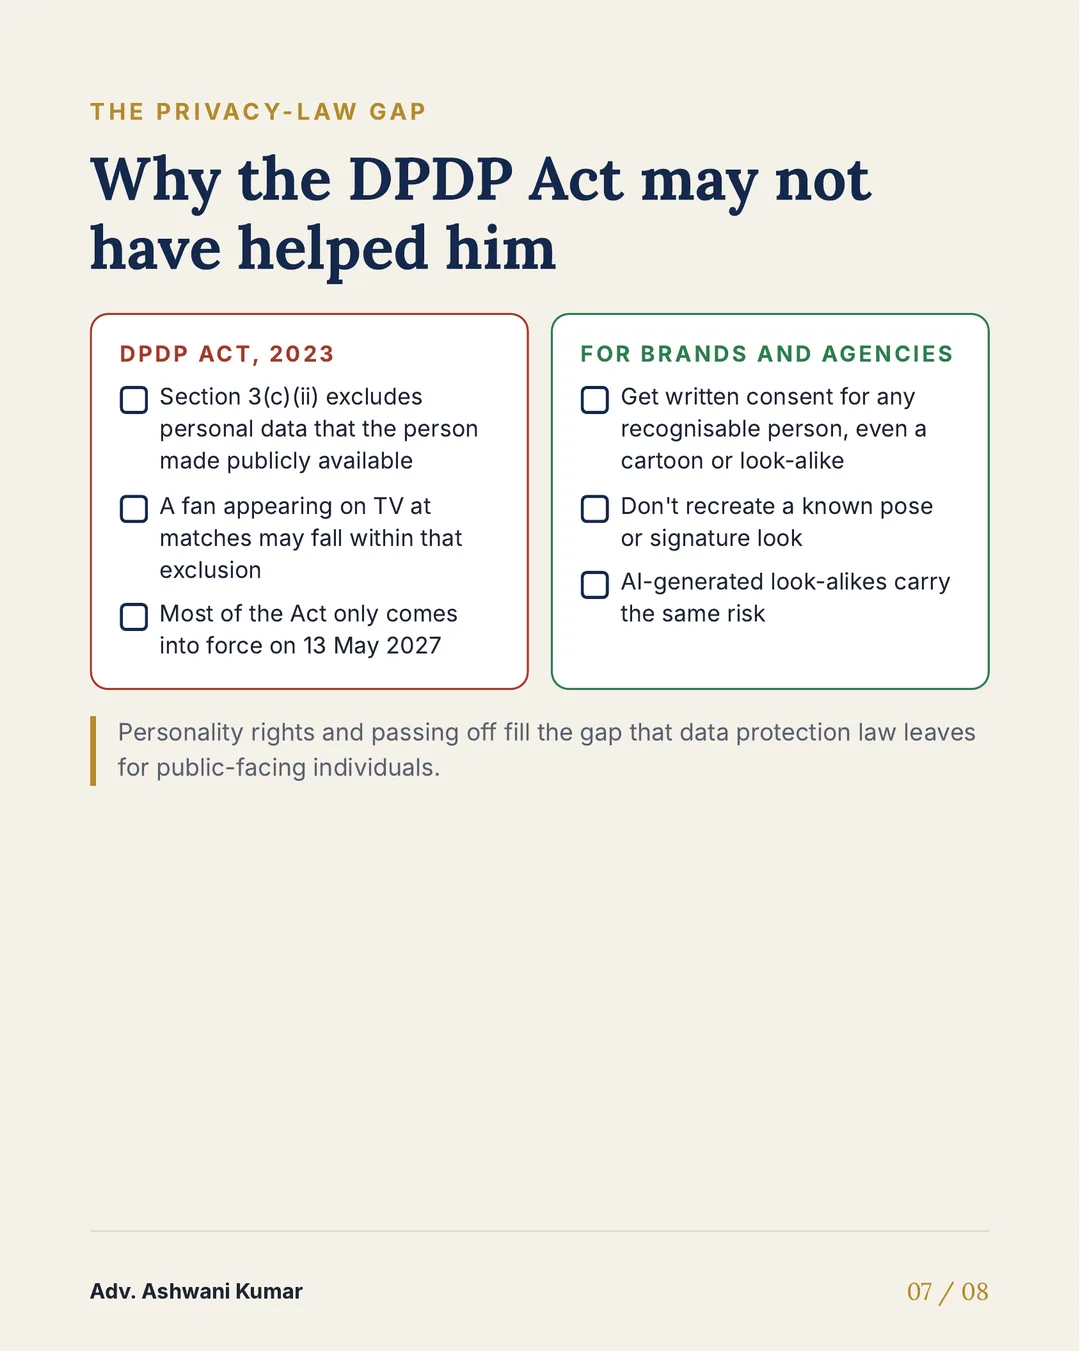 THE PRIVACY-LAW GAP
Why the DPDP Act may not
have helped him
DPDP ACT, 2023
Section 3(c)(ii) excludes
personal data that the person
made publicly available
A fan appearing on TV at
matches may fall within that
exclusion
Most of the Act only comes
into force on 13 May 2027
FOR BRANDS AND AGENCIES
Get written consent for any
recognisable person, even a
cartoon or look-alike
Don't recreate a known pose
or signature look
AI-generated look-alikes carry
the same risk
Personality rights and passing off fill the gap that data protection law leaves
for public-facing individuals.
Adv. Ashwani Kumar
07 / 08